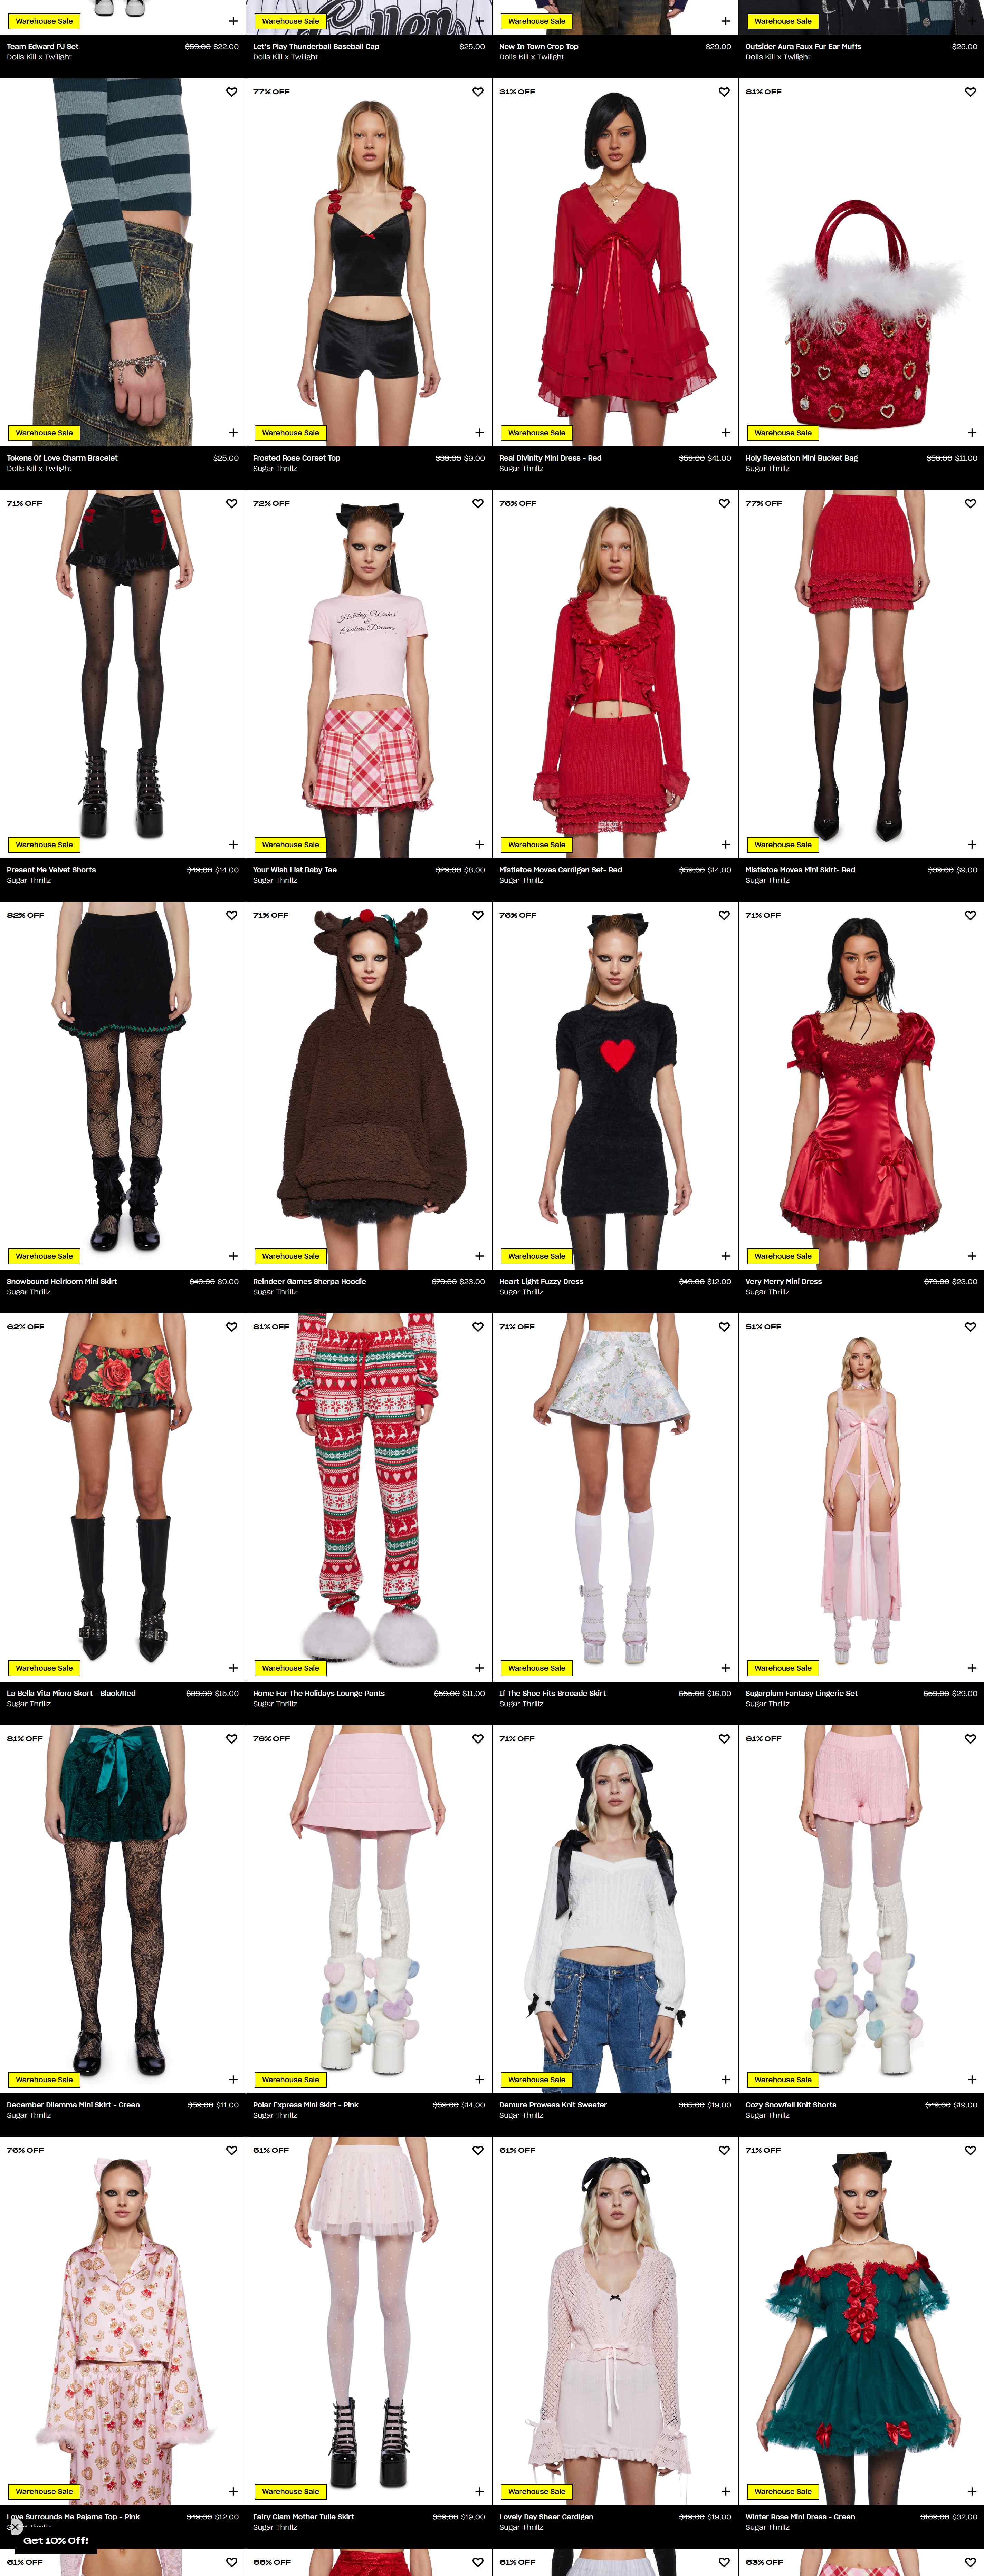 Warehouse Sale
Warehouse Sale
Warehouse Sale
Warehouse Sale
Team Edward PJ Set $59.00 $22.00
Dolls Kill x Twilight
Let's Play Thunderball Baseball Cap $25.00
Dolls Kill x Twilight
New In Town Crop Top $29.00
Dolls Kill x Twilight
Outsider Aura Faux Fur Ear Muffs $25.00
Dolls Kill x Twilight
77% OFF
31% OFF
81% OFF
Warehouse Sale
Warehouse Sale
Warehouse Sale
Warehouse Sale
Tokens Of Love Charm Bracelet $25.00
Dolls Kill x Twilight
Frosted Rose Corset Top $39.00 $9.00
Sugar Thrillz
Real Divinity Mini Dress - Red $59.00 $41.00
Sugar Thrillz
Holy Revelation Mini Bucket Bag $59.00 $11.00
Sugar Thrillz
71% OFF
72% OFF
76% OFF
77% OFF
Holiday Wishes
&
Couture Dreams
Warehouse Sale
Warehouse Sale
Warehouse Sale
Warehouse Sale
Present Me Velvet Shorts $49.00 $14.00
Sugar Thrillz
Your Wish List Baby Tee $29.00 $8.00
Sugar Thrillz
Mistletoe Moves Cardigan Set- Red $59.00 $14.00
Sugar Thrillz
Mistletoe Moves Mini Skirt- Red $39.00 $9.00
Sugar Thrillz
82% OFF
71% OFF
76% OFF
71% OFF
Warehouse Sale
Warehouse Sale
Warehouse Sale
Warehouse Sale
Snowbound Heirloom Mini Skirt $49.00 $9.00
Sugar Thrillz
Reindeer Games Sherpa Hoodie $79.00 $23.00
Sugar Thrillz
Heart Light Fuzzy Dress $49.00 $12.00
Sugar Thrillz
Very Merry Mini Dress $79.00 $23.00
Sugar Thrillz
62% OFF
81% OFF
71% OFF
51% OFF
Warehouse Sale
Warehouse Sale
Warehouse Sale
Warehouse Sale
La Bella Vita Micro Skort - Black/Red $39.00 $15.00
Sugar Thrillz
Home For The Holidays Lounge Pants $59.00 $11.00
Sugar Thrillz
If The Shoe Fits Brocade Skirt $55.00 $16.00
Sugar Thrillz
Sugarplum Fantasy Lingerie Set $59.00 $29.00
Sugar Thrillz
81% OFF
76% OFF
71% OFF
61% OFF
Warehouse Sale
Warehouse Sale
Warehouse Sale
Warehouse Sale
December Dilemma Mini Skirt - Green $59.00 $11.00
Sugar Thrillz
Polar Express Mini Skirt - Pink $59.00 $14.00
Sugar Thrillz
Demure Prowess Knit Sweater $65.00 $19.00
Sugar Thrillz
Cozy Snowfall Knit Shorts $49.00 $19.00
Sugar Thrillz
76% OFF
51% OFF
61% OFF
71% OFF
Warehouse Sale
Warehouse Sale
Warehouse Sale
Warehouse Sale
Love Surrounds Me Pajama Top - Pink $49.00 $12.00
Fairy Glam Mother Tulle Skirt $39.00 $19.00
Sugar Thrillz
Lovely Day Sheer Cardigan $49.00 $19.00
Sugar Thrillz
Winter Rose Mini Dress - Green $109.00 $32.00
Sugar Thrillz
Get 10% Off!
61% OFF
66% OFF
61% OFF
63% OFF